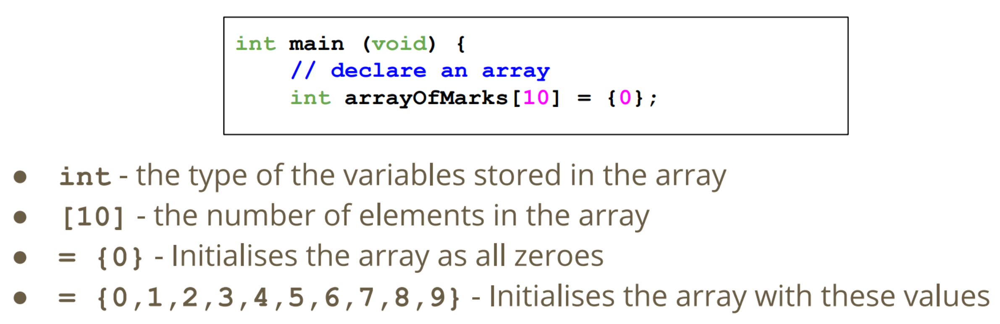 int main (void) {
// declare an array
int arrayOfMarks[10] = {0};
● int - the type of the variables stored in the array
● [10] - the number of elements in the array
● = {0} - Initialises the array as all zeroes
● = {0,1,2,3,4,5,6,7,8,9} - Initialises the array with these values